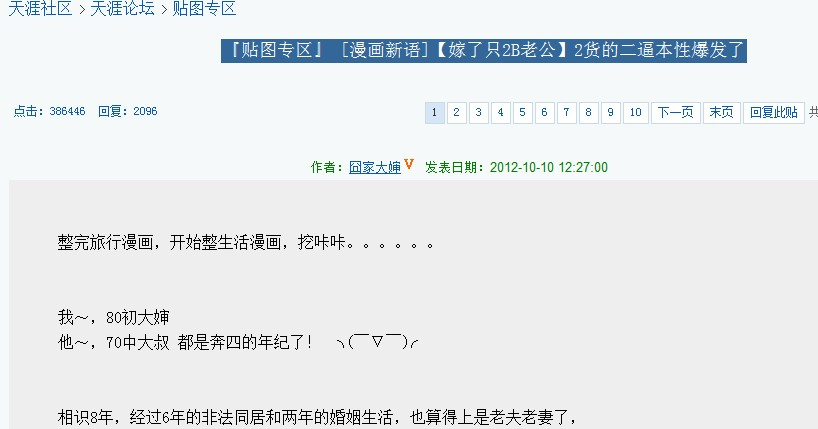 天涯社区 > 天涯论坛 > 贴图专区
『贴图专区』 [漫画新语]【嫁了只2B老公】2货的二逼本性爆发了
点击：386446 回复：2096 1 2 3 4 5 6 7 8 9 10 下一页 末页 回复此贴 共
作者：囧家大婶V 发表日期：2012-10-10 12:27:00
整完旅行漫画，开始整生活漫画，挖咔咔。。。。。。
我～，80初大婶
他～，70中大叔 都是奔四的年纪了！ ╮(￣▽￣)╭
相识8年，经过6年的非法同居和两年的婚姻生活，也算得上是老夫老妻了，